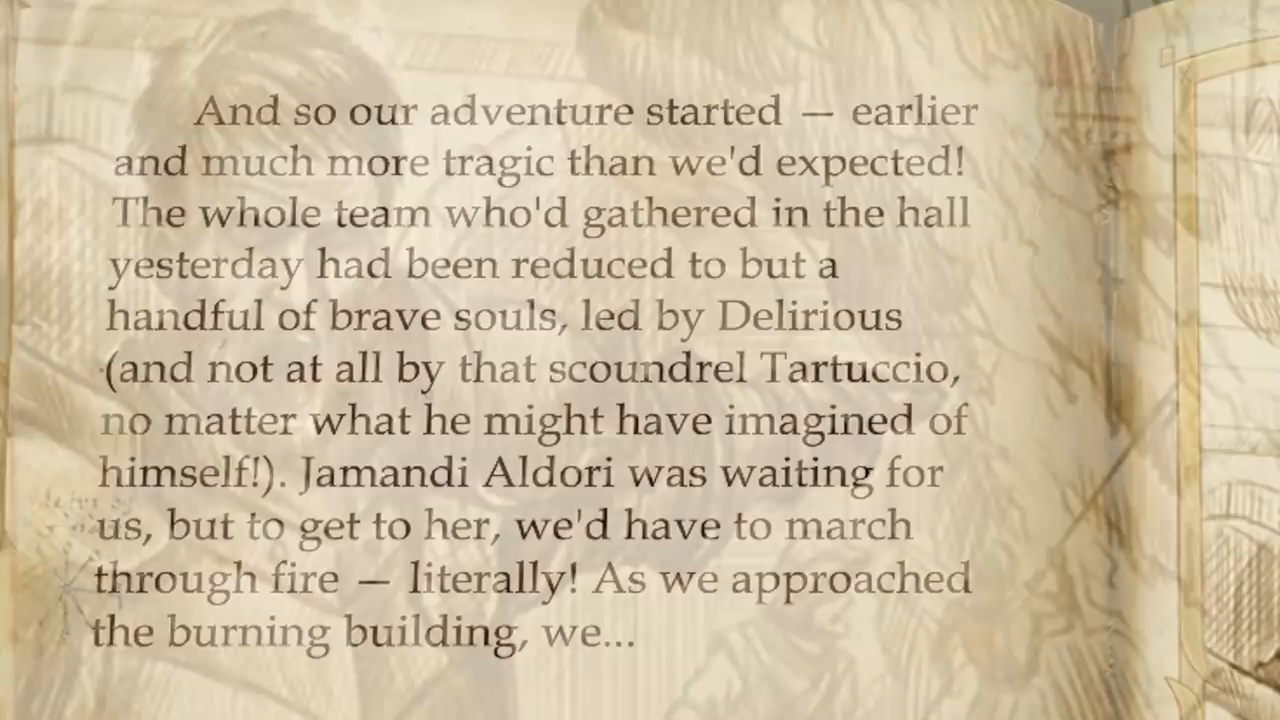 And so our adventure started — earlier
and much more tragic than we'd expected!
The whole team who'd gathered in the hall
yesterday had been reduced to but a
handful of brave souls, led by Delirious
(and not at all by that scoundrel Tartuccio,
no matter what he might have imagined of
himself!). Jamandi Aldori was waiting for
us, but to get to her, we'd have to march
through fire — literally! As we approached
the burning building, we...